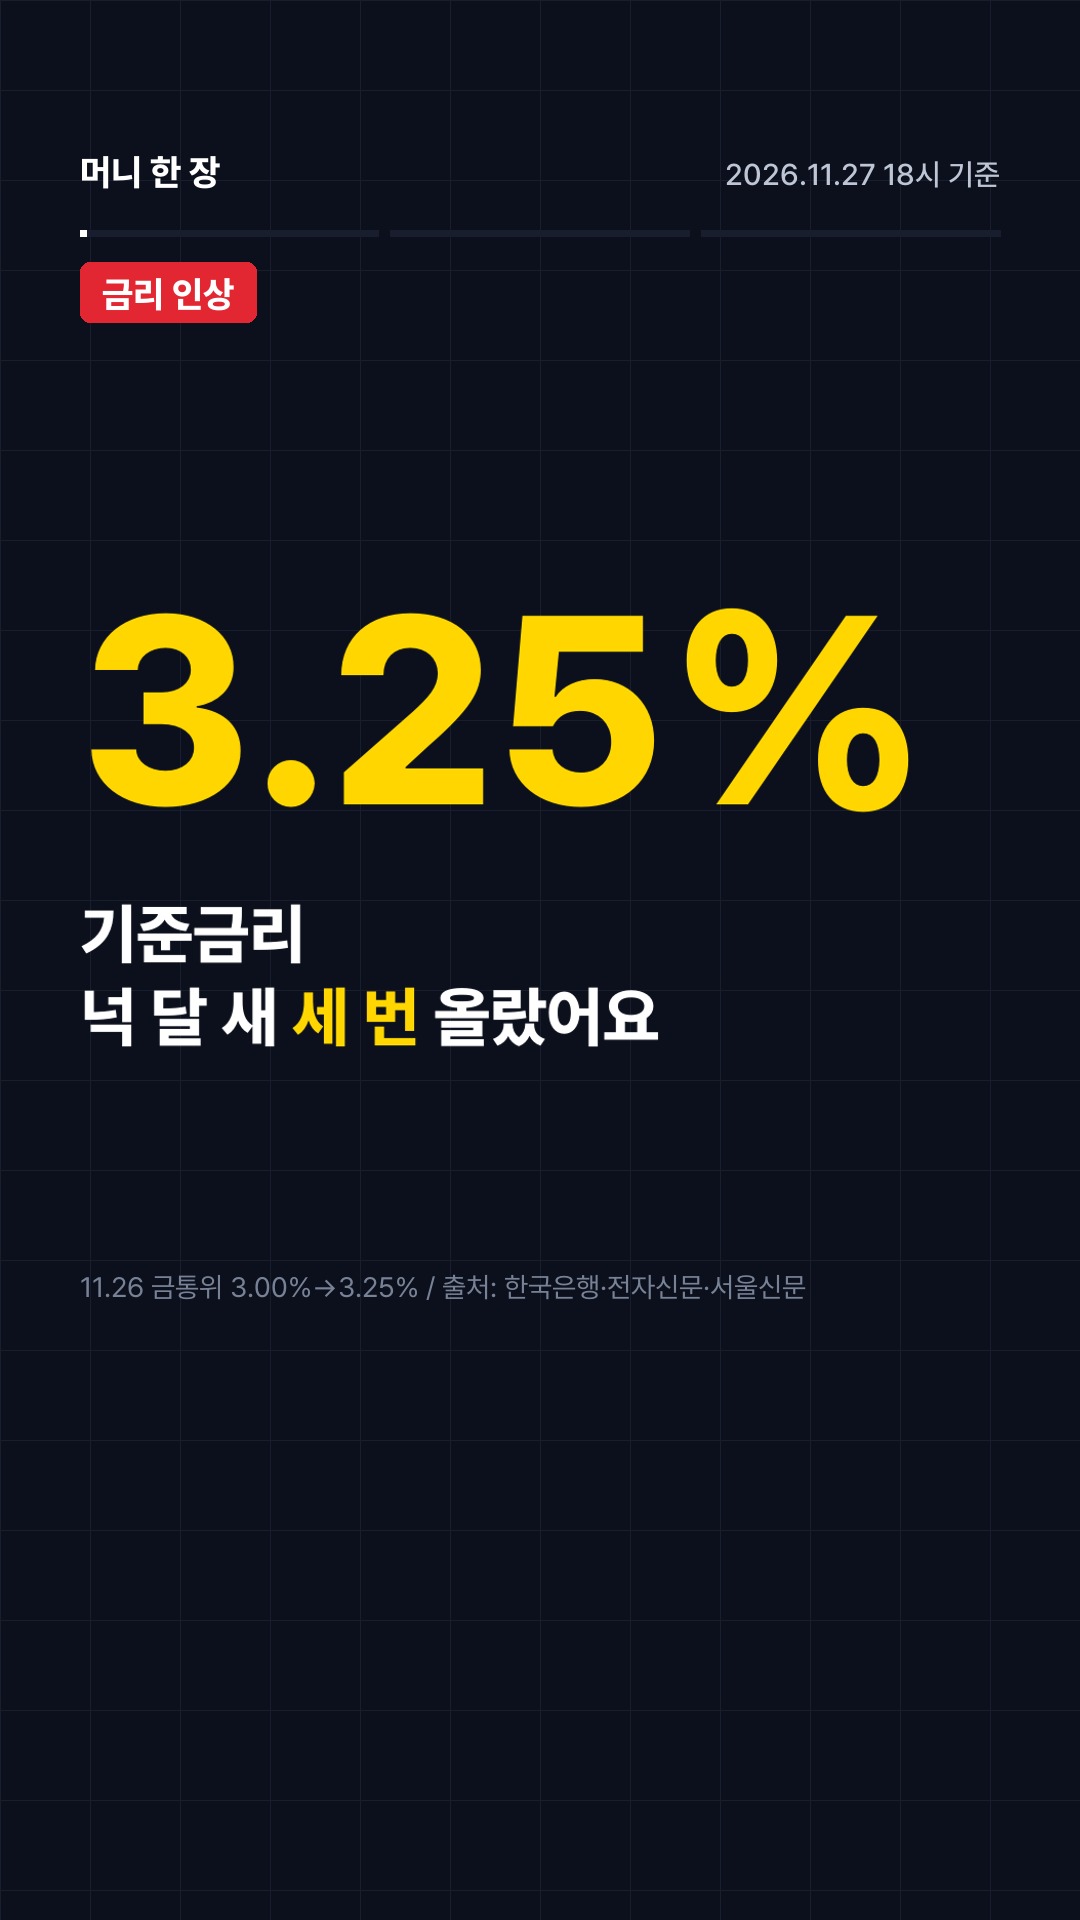 머니 한 장
2026.11.27 18시 기준
금리 인상
3.25%
기준금리
넉 달 새 세 번 올랐어요
11.26 금통위 3.00%→3.25% / 출처: 한국은행·전자신문·서울신문